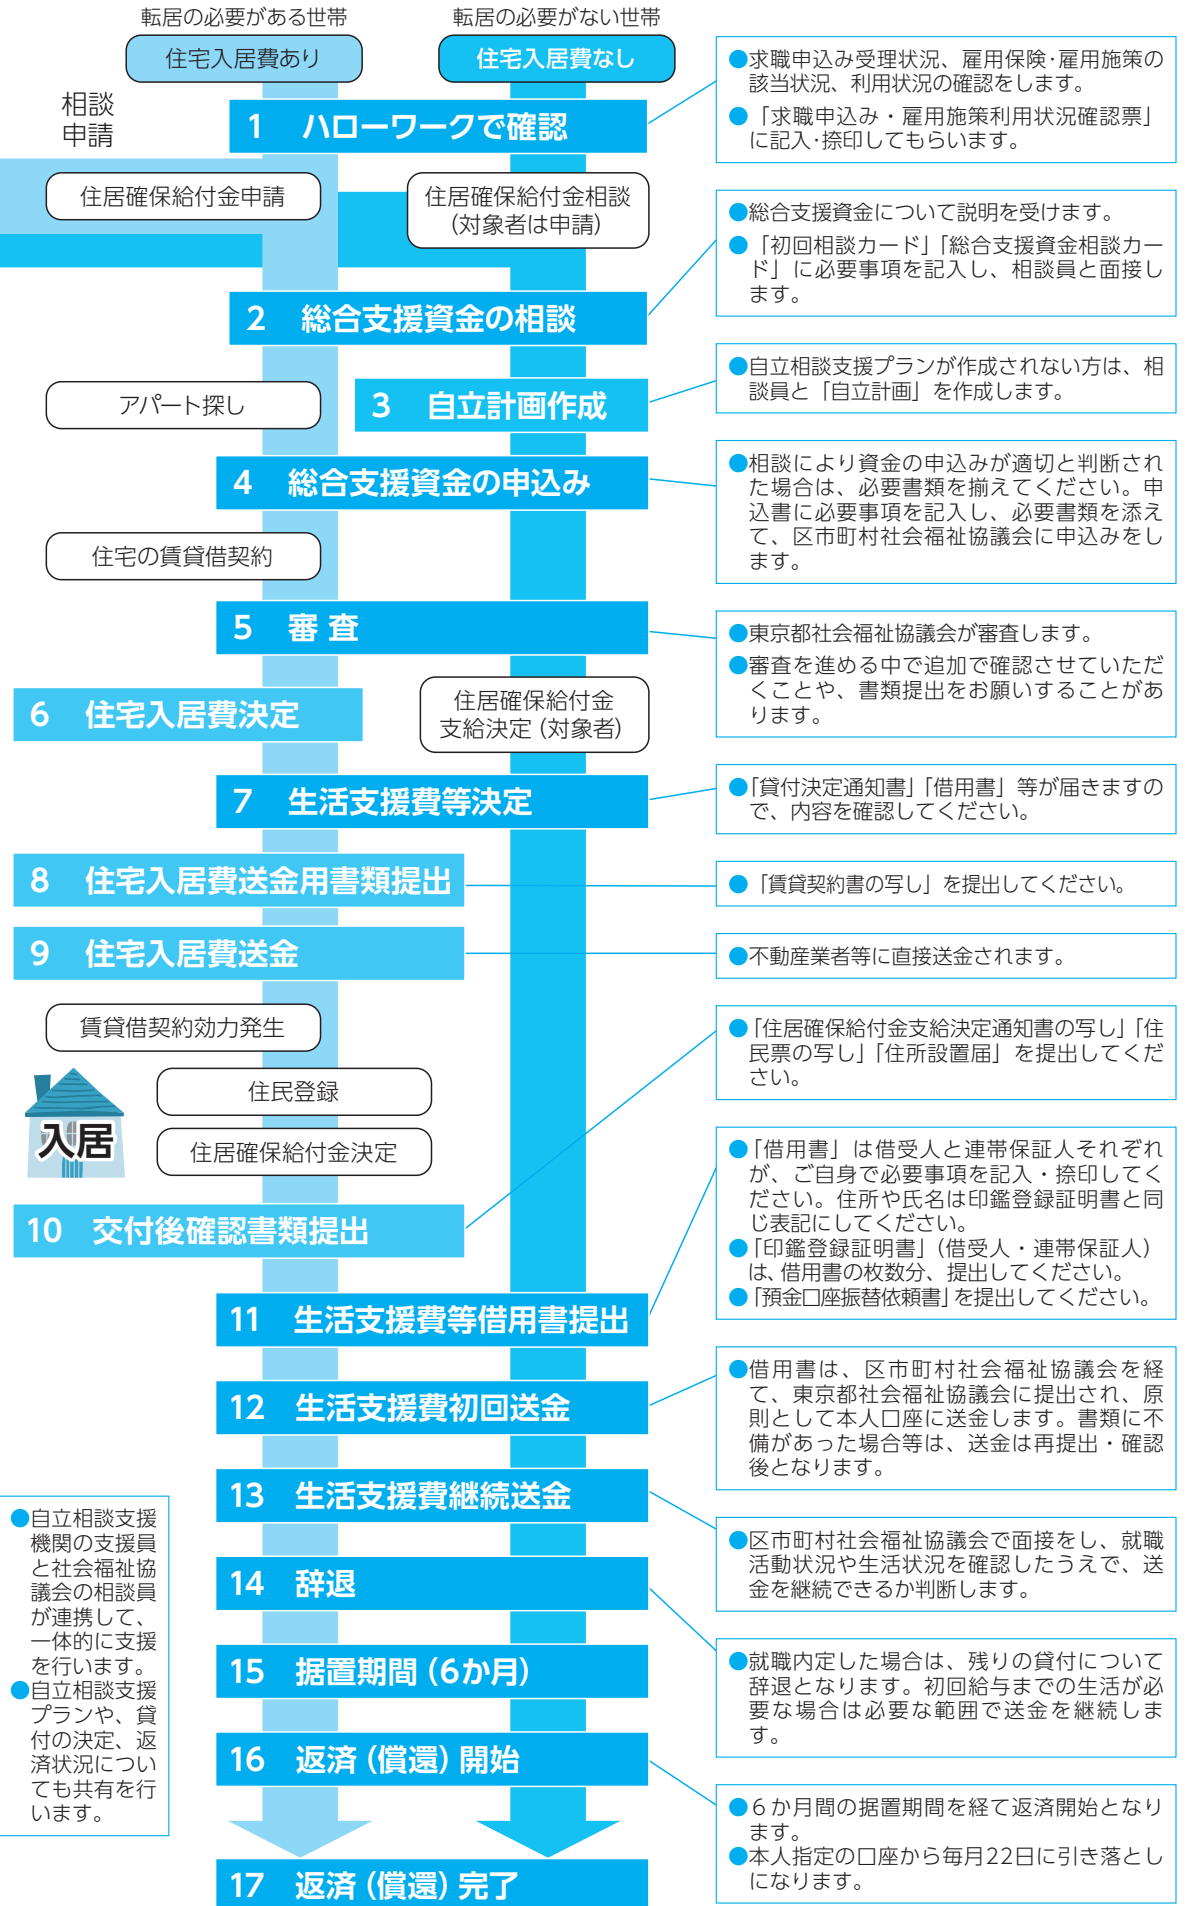 転居の必要がある世帯
転居の必要がない世帯
住宅入居費あり
住宅入居費なし
相談
申請
1 ハローワークで確認
●求職申込み受理状況、雇用保険・雇用施策の
該当状況、利用状況の確認をします。
●「求職申込み・雇用施策利用状況確認票」
に記入・捺印してもらいます。
住居確保給付金申請
住居確保給付金相談
(対象者は申請)
2 総合支援資金の相談
●総合支援資金について説明を受けます。
●「初回相談カード」「総合支援資金相談カー
ド」に必要事項を記入し、相談員と面接し
ます。
アパート探し
3 自立計画作成
●自立相談支援プランが作成されない方は、相
談員と「自立計画」を作成します。
4 総合支援資金の申込み
●相談により資金の申込みが適切と判断され
た場合は、必要書類を揃えてください。申
込書に必要事項を記入し、必要書類を添え
て、区市町村社会福祉協議会に申込みをし
ます。
住宅の賃貸借契約
5 審 査
●東京都社会福祉協議会が審査します。
●審査を進める中で追加で確認させていただ
くことや、書類提出をお願いすることがあ
ります。
6 住宅入居費決定
住居確保給付金
支給決定(対象者)
7 生活支援費等決定
●「貸付決定通知書」「借用書」等が届きますの
で、内容を確認してください。
8 住宅入居費送金用書類提出
●「賃貸契約書の写し」を提出してください。
9 住宅入居費送金
●不動産業者等に直接送金されます。
賃貸借契約効力発生
入居
住民登録
住居確保給付金決定
10 交付後確認書類提出
●「住居確保給付金支給決定通知書の写し」「住
民票の写し」「住所設置届」を提出してくだ
さい。
11 生活支援費等借用書提出
●「借用書」は借受人と連帯保証人それぞれ
が、ご自身で必要事項を記入・捺印してく
ださい。住所や氏名は印鑑登録証明書と同
じ表記にしてください。
●「印鑑登録証明書」(借受人・連帯保証人)
は、借用書の枚数分、提出してください。
●「預金口座振替依頼書」を提出してください。
12 生活支援費初回送金
●借用書は、区市町村社会福祉協議会を経
て、東京都社会福祉協議会に提出され、原
則として本人口座に送金します。書類に不
備があった場合等は、送金は再提出・確認
後となります。
13 生活支援費継続送金
●区市町村社会福祉協議会で面接をし、就職
活動状況や生活状況を確認したうえで、送
金を継続できるか判断します。
●自立相談支援
機関の支援員
と社会福祉協
議会の相談員
が連携して、
一体的に支援
を行います。
●自立相談支援
プランや、貸
付の決定、返
済状況につい
ても共有を行
います。
14 辞退
●就職内定した場合は、残りの貸付について
辞退となります。初回給与までの生活が必
要な場合は必要な範囲で送金を継続しま
す。
15 据置期間(6か月)
16 返済(償還)開始
●6か月間の据置期間を経て返済開始となり
ます。
●本人指定の口座から毎月22日に引き落とし
になります。
17 返済(償還)完了